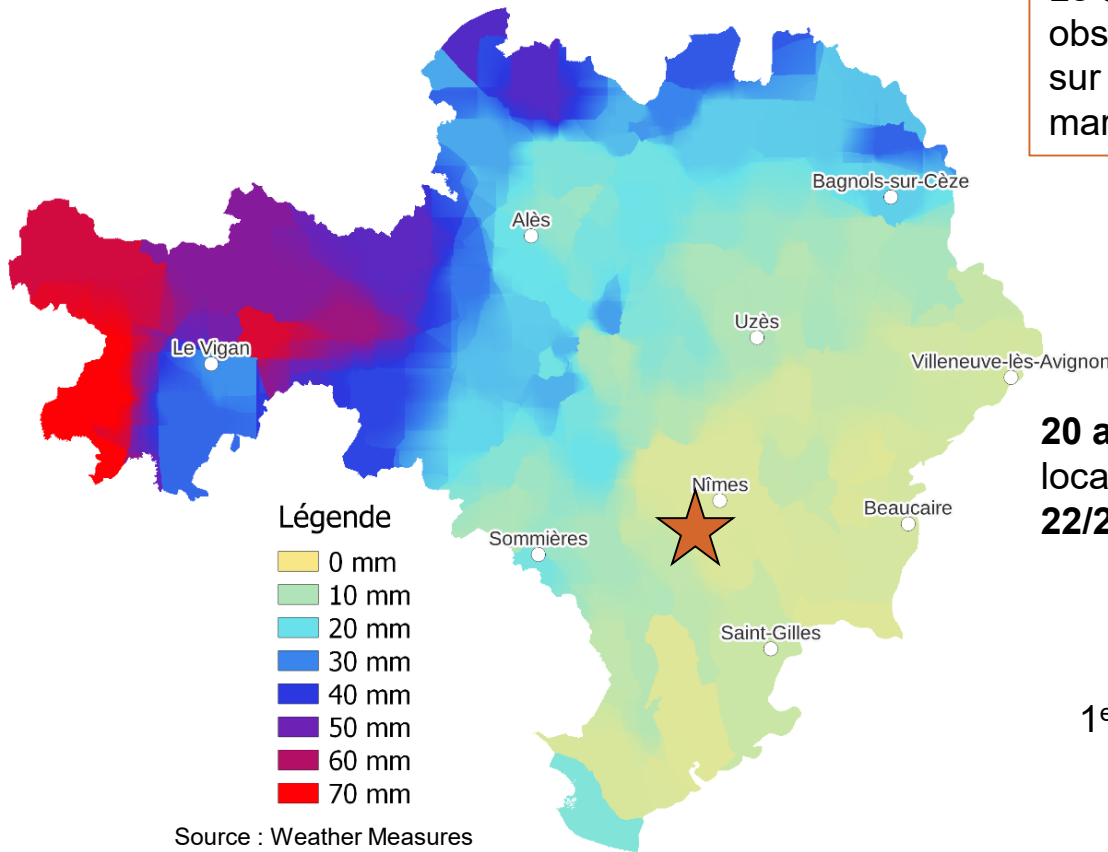 obs
sur
mar
Bagnols-sur-Cèze
Alès
Uzès
Le Vigan
Villeneuve-lès-Avignon
20 a
loca
22/2
Nîmes
Beaucaire
Sommières
Saint-Gilles
Légende
0 mm
10 mm
20 mm
30 mm
40 mm
50 mm
60 mm
70 mm
1e
Source : Weather Measures